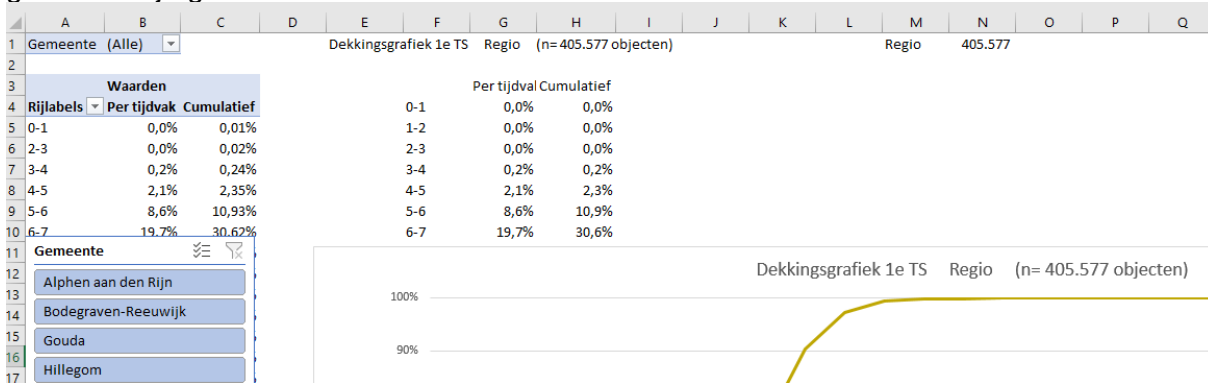 A B C D E F G H I J K L M N O P Q
1 Gemeente (Alle) Dekkingsgrafiek 1e TS Regio (n= 405.577 objecten) Regio 405.577
2
3 Waarden Per tijdval Cumulatief
4 Rijlabels Per tijdvak Cumulatief 0-1 0,0% 0,0%
5 0-1 0,0% 0,01% 1-2 0,0% 0,0%
6 2-3 0,0% 0,02% 2-3 0,0% 0,0%
7 3-4 0,2% 0,24% 3-4 0,2% 0,2%
8 4-5 2,1% 2,35% 4-5 2,1% 2,3%
9 5-6 8,6% 10,93% 5-6 8,6% 10,9%
10 6-7 19,7% 30,62% 6-7 19,7% 30,6%
11 Gemeente
12 Dekkingsgrafiek 1e TS Regio (n= 405.577 objecten)
Alphen aan den Rijn
13 100%
14 Bodegraven-Reeuwijk
15 Gouda
16 90%
Hillegom
17